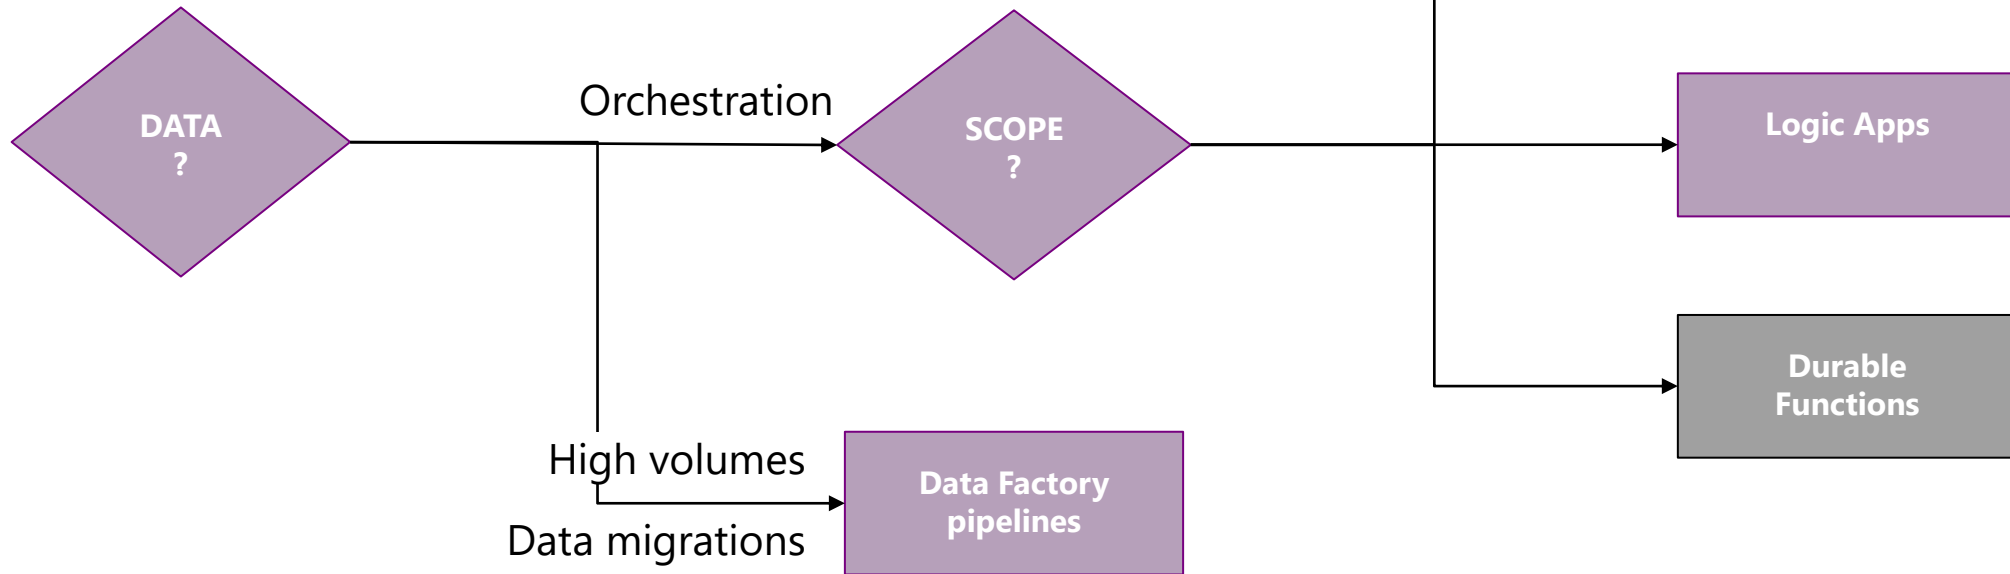 DATA
?
Orchestration
SCOPE
?
Logic Apps
Durable
Functions
High volumes
Data migrations
Data Factory
pipelines